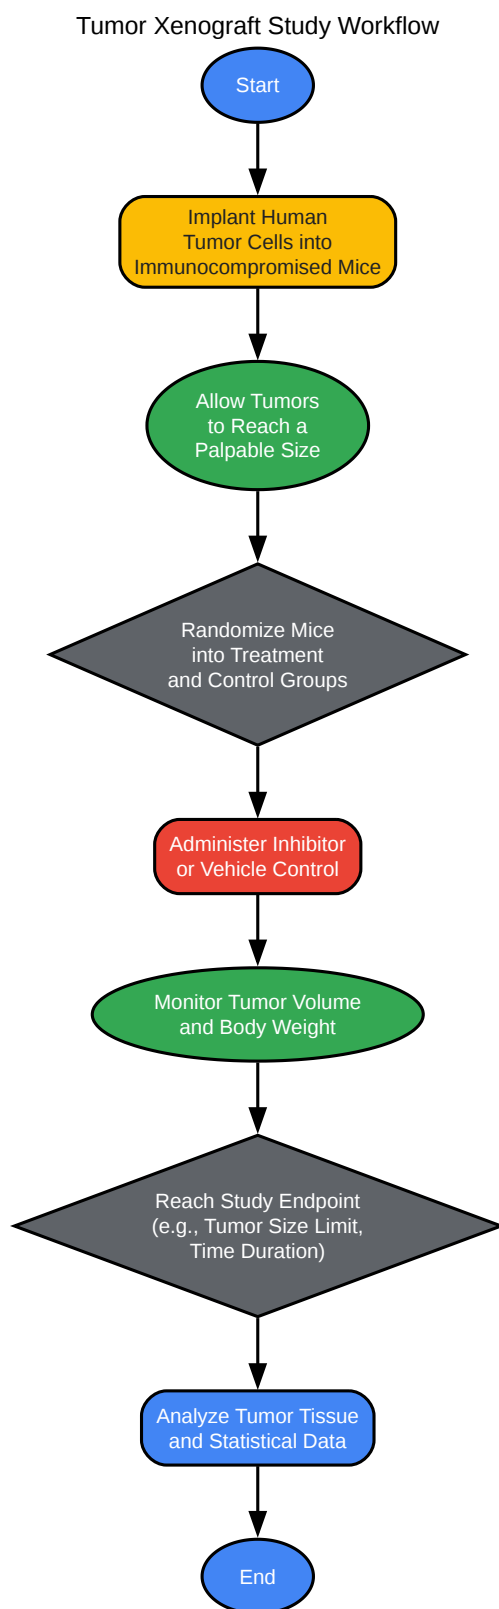 Tumor Xenograft Study Workflow
Start
Implant Human
Tumor Cells into
Immunocompromised Mice
Allow Tumors
to Reach a
Palpable Size
Randomize Mice
into Treatment
and Control Groups
Administer Inhibitor
or Vehicle Control
Monitor Tumor Volume
and Body Weight
Reach Study Endpoint
(e.g., Tumor Size Limit,
Time Duration)
Analyze Tumor Tissue
and Statistical Data
End